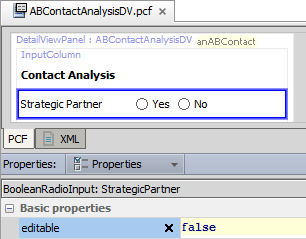 ABContactAnalysisDV.pcf ×
DetailViewPanel : ABContactAnalysisDV anABContact
InputColumn
Contact Analysis
Strategic Partner Yes No
PCF XML
Properties: Properties
BooleanRadioInput: StrategicPartner
Basic properties
editable false